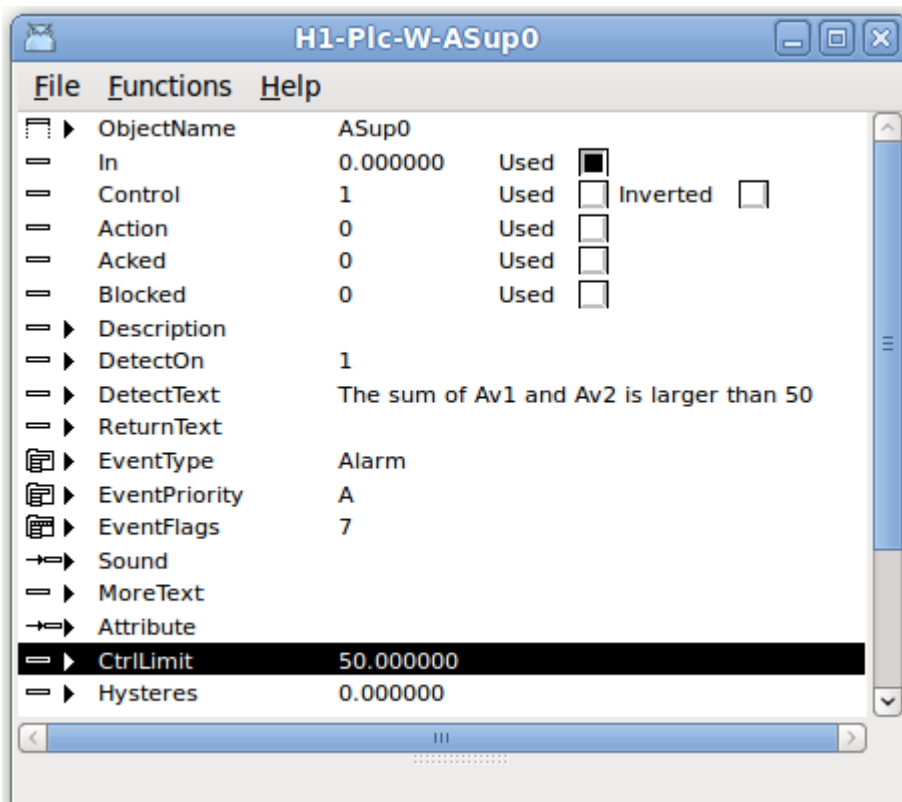 H1-Plc-W-ASup0
File Functions Help
ObjectName ASup0
In 0.000000 Used
Control 1 Used Inverted
Action 0 Used
Acked 0 Used
Blocked 0 Used
Description
DetectOn 1
DetectText The sum of Av1 and Av2 is larger than 50
ReturnText
EventType Alarm
EventPriority A
EventFlags 7
Sound
MoreText
Attribute
CtrlLimit 50.000000
Hysteres 0.000000